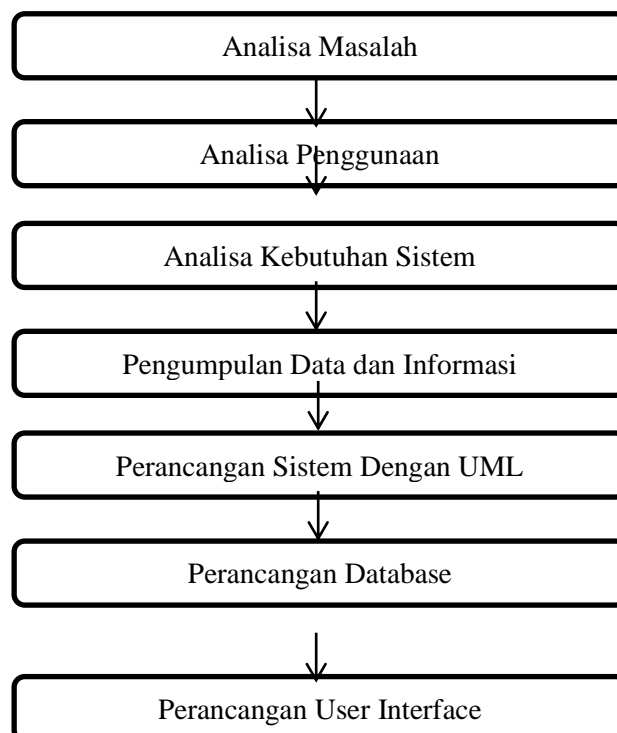 Analisa Masalah
Analisa Penggunaan
Analisa Kebutuhan Sistem
Pengumpulan Data dan Informasi
Perancangan Sistem Dengan UML
Perancangan Database
Perancangan User Interface